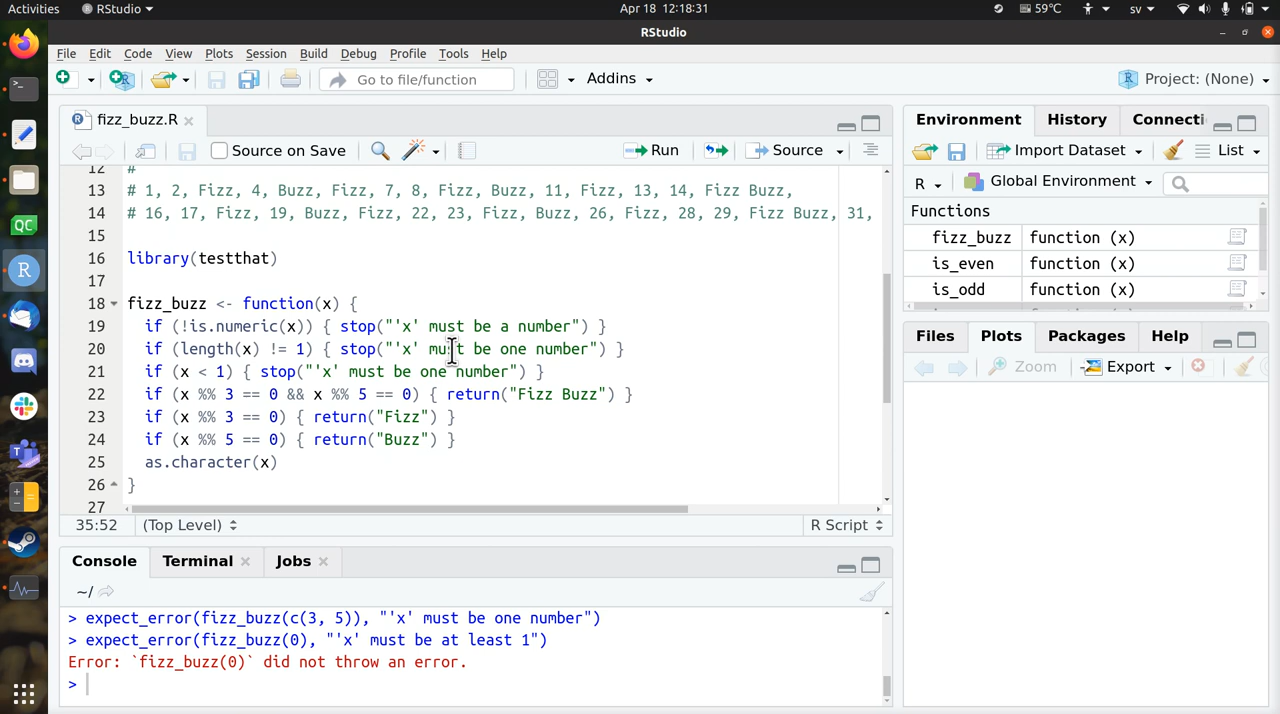 Activities RStudio Apr 18 12:18:31 59°C sv
RStudio
File Edit Code View Plots Session Build Debug Profile Tools Help
Go to file/function Addins Project: (None)
fizz_buzz.R
Source on Save Run Source
12 #
13 # 1, 2, Fizz, 4, Buzz, Fizz, 7, 8, Fizz, Buzz, 11, Fizz, 13, 14, Fizz Buzz,
14 # 16, 17, Fizz, 19, Buzz, Fizz, 22, 23, Fizz, Buzz, 26, Fizz, 28, 29, Fizz Buzz, 31,
15
16 library(testthat)
17
18 fizz_buzz <- function(x) {
19 if (!is.numeric(x)) { stop("'x' must be a number") }
20 if (length(x) != 1) { stop("'x' must be one number") }
21 if (x < 1) { stop("'x' must be one number") }
22 if (x %% 3 == 0 && x %% 5 == 0) { return("Fizz Buzz") }
23 if (x %% 3 == 0) { return("Fizz") }
24 if (x %% 5 == 0) { return("Buzz") }
25 as.character(x)
26 }
27
35:52 (Top Level) R Script
Console Terminal Jobs
~/
> expect_error(fizz_buzz(c(3, 5)), "'x' must be one number")
> expect_error(fizz_buzz(0), "'x' must be at least 1")
Error: `fizz_buzz(0)` did not throw an error.
>
Environment History Connecti
Import Dataset List
R Global Environment
Functions
fizz_buzz function (x)
is_even function (x)
is_odd function (x)
Files Plots Packages Help
Zoom Export
QC
R